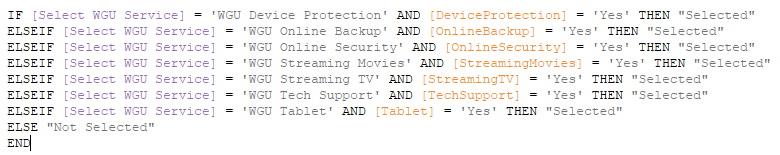 IF [Select WGU Service] = 'WGU Device Protection' AND [DeviceProtection] = 'Yes' THEN "Selected"
ELSEIF [Select WGU Service] = 'WGU Online Backup' AND [OnlineBackup] = 'Yes' THEN "Selected"
ELSEIF [Select WGU Service] = 'WGU Online Security' AND [OnlineSecurity] = 'Yes' THEN "Selected"
ELSEIF [Select WGU Service] = 'WGU Streaming Movies' AND [StreamingMovies] = 'Yes' THEN "Selected"
ELSEIF [Select WGU Service] = 'WGU Streaming TV' AND [StreamingTV] = 'Yes' THEN "Selected"
ELSEIF [Select WGU Service] = 'WGU Tech Support' AND [TechSupport] = 'Yes' THEN "Selected"
ELSEIF [Select WGU Service] = 'WGU Tablet' AND [Tablet] = 'Yes' THEN "Selected"
ELSE "Not Selected"
END